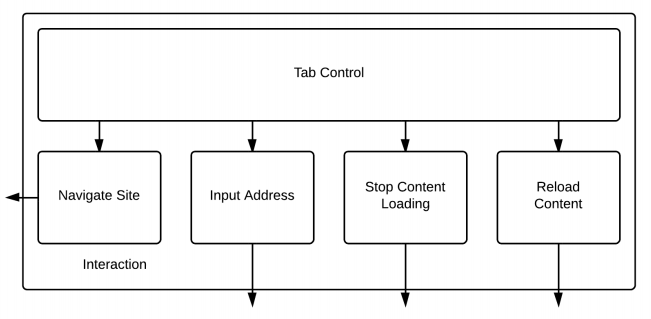 Tab Control
Navigate Site
Input Address
Stop Content
Loading
Reload
Content
Interaction